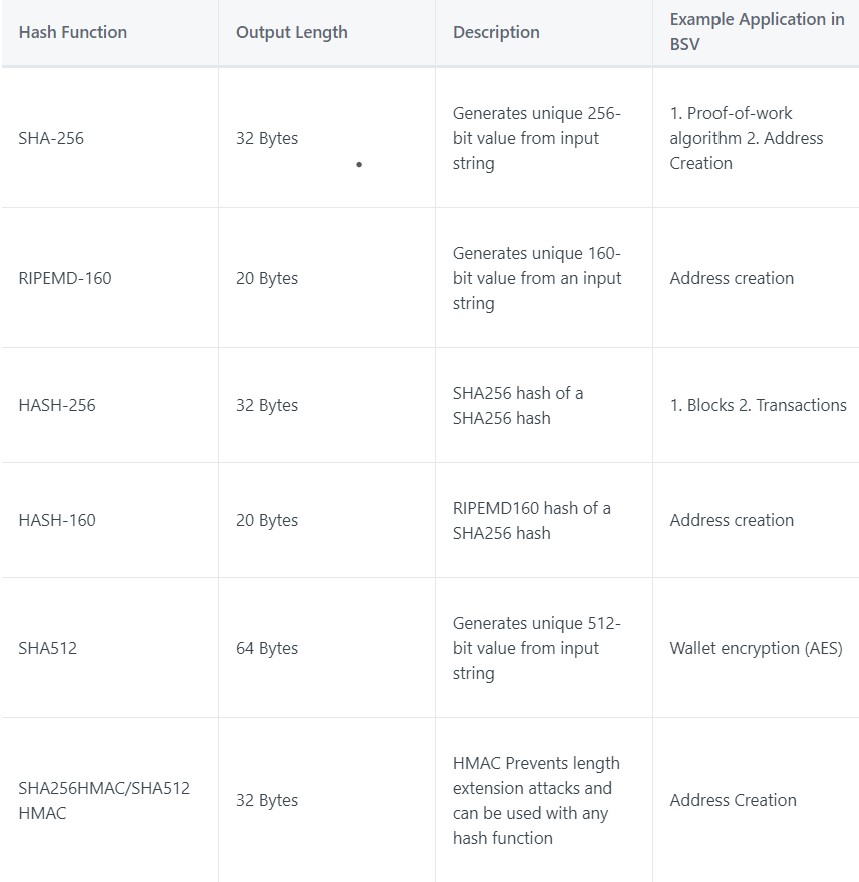 Hash Function
Output Length
Description
Example Application in
BSV
SHA-256
32 Bytes
Generates unique 256-
bit value from input
string
1. Proof-of-work
algorithm 2. Address
Creation
RIPEMD-160
20 Bytes
Generates unique 160-
bit value from an input
string
Address creation
HASH-256
32 Bytes
SHA256 hash of a
SHA256 hash
1. Blocks 2. Transactions
HASH-160
20 Bytes
RIPEMD160 hash of a
SHA256 hash
Address creation
SHA512
64 Bytes
Generates unique 512-
bit value from input
string
Wallet encryption (AES)
SHA256HMAC/SHA512
HMAC
32 Bytes
HMAC Prevents length
extension attacks and
can be used with any
hash function
Address Creation